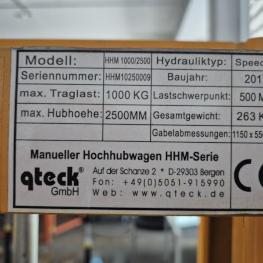 Modell: HHM 1000/2500 Hydrauliktyp: Speed
Seriennummer: HHM10250009 Baujahr: 201
max. Traglast: 1000 KG Lastschwerpunkt: 500 M
max. Hubhoehe: 2500MM Gesamtgewicht: 263 K
Gabelabmessungen: 1150 x 550
Manueller Hochhubwagen HHM-Serie
qteck® GmbH
Auf der Schanze 2 * D-29303 Bergen
Fon: +49(0)5051-915990
Web: www.qteck.de
CE